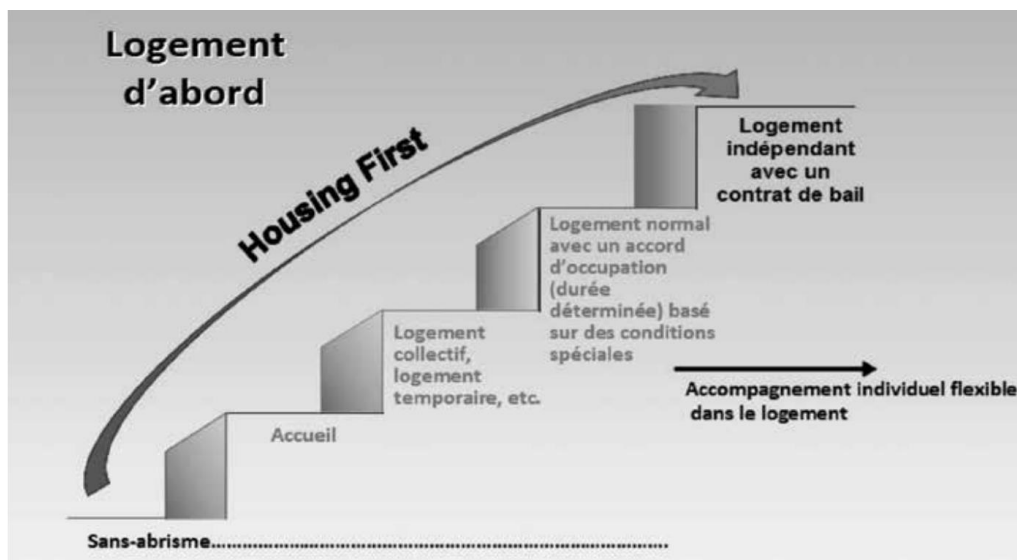 Logement
d'abord
Housing First
Logement
indépendant
avec un
contrat de bail
Logement normal
avec un accord
d'occupation
(durée
déterminée) basé
sur des conditions
spéciales
Logement
collectif,
logement
temporaire, etc.
Accueil
Accompagnement individuel flexible
dans le logement
Sans-abrisme................................................................................